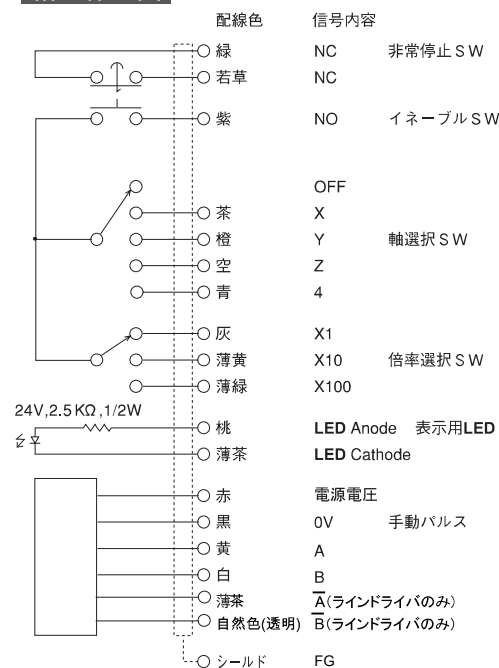 配線色 信号内容
緑 NC 非常停止SW
若草 NC
紫 NO イネーブルSW
OFF
茶 X
橙 Y 軸選択SW
空 Z
青 4
灰 X1
薄黄 X10 倍率選択SW
薄緑 X100
24V,2.5KΩ,1/2W
桃 LED Anode 表示用LED
薄茶 LED Cathode
赤 電源電圧
黒 0V 手動パルス
黄 A
白 B
薄茶 A̅(ラインドライバのみ)
自然色(透明) B̅(ラインドライバのみ)
シールド FG